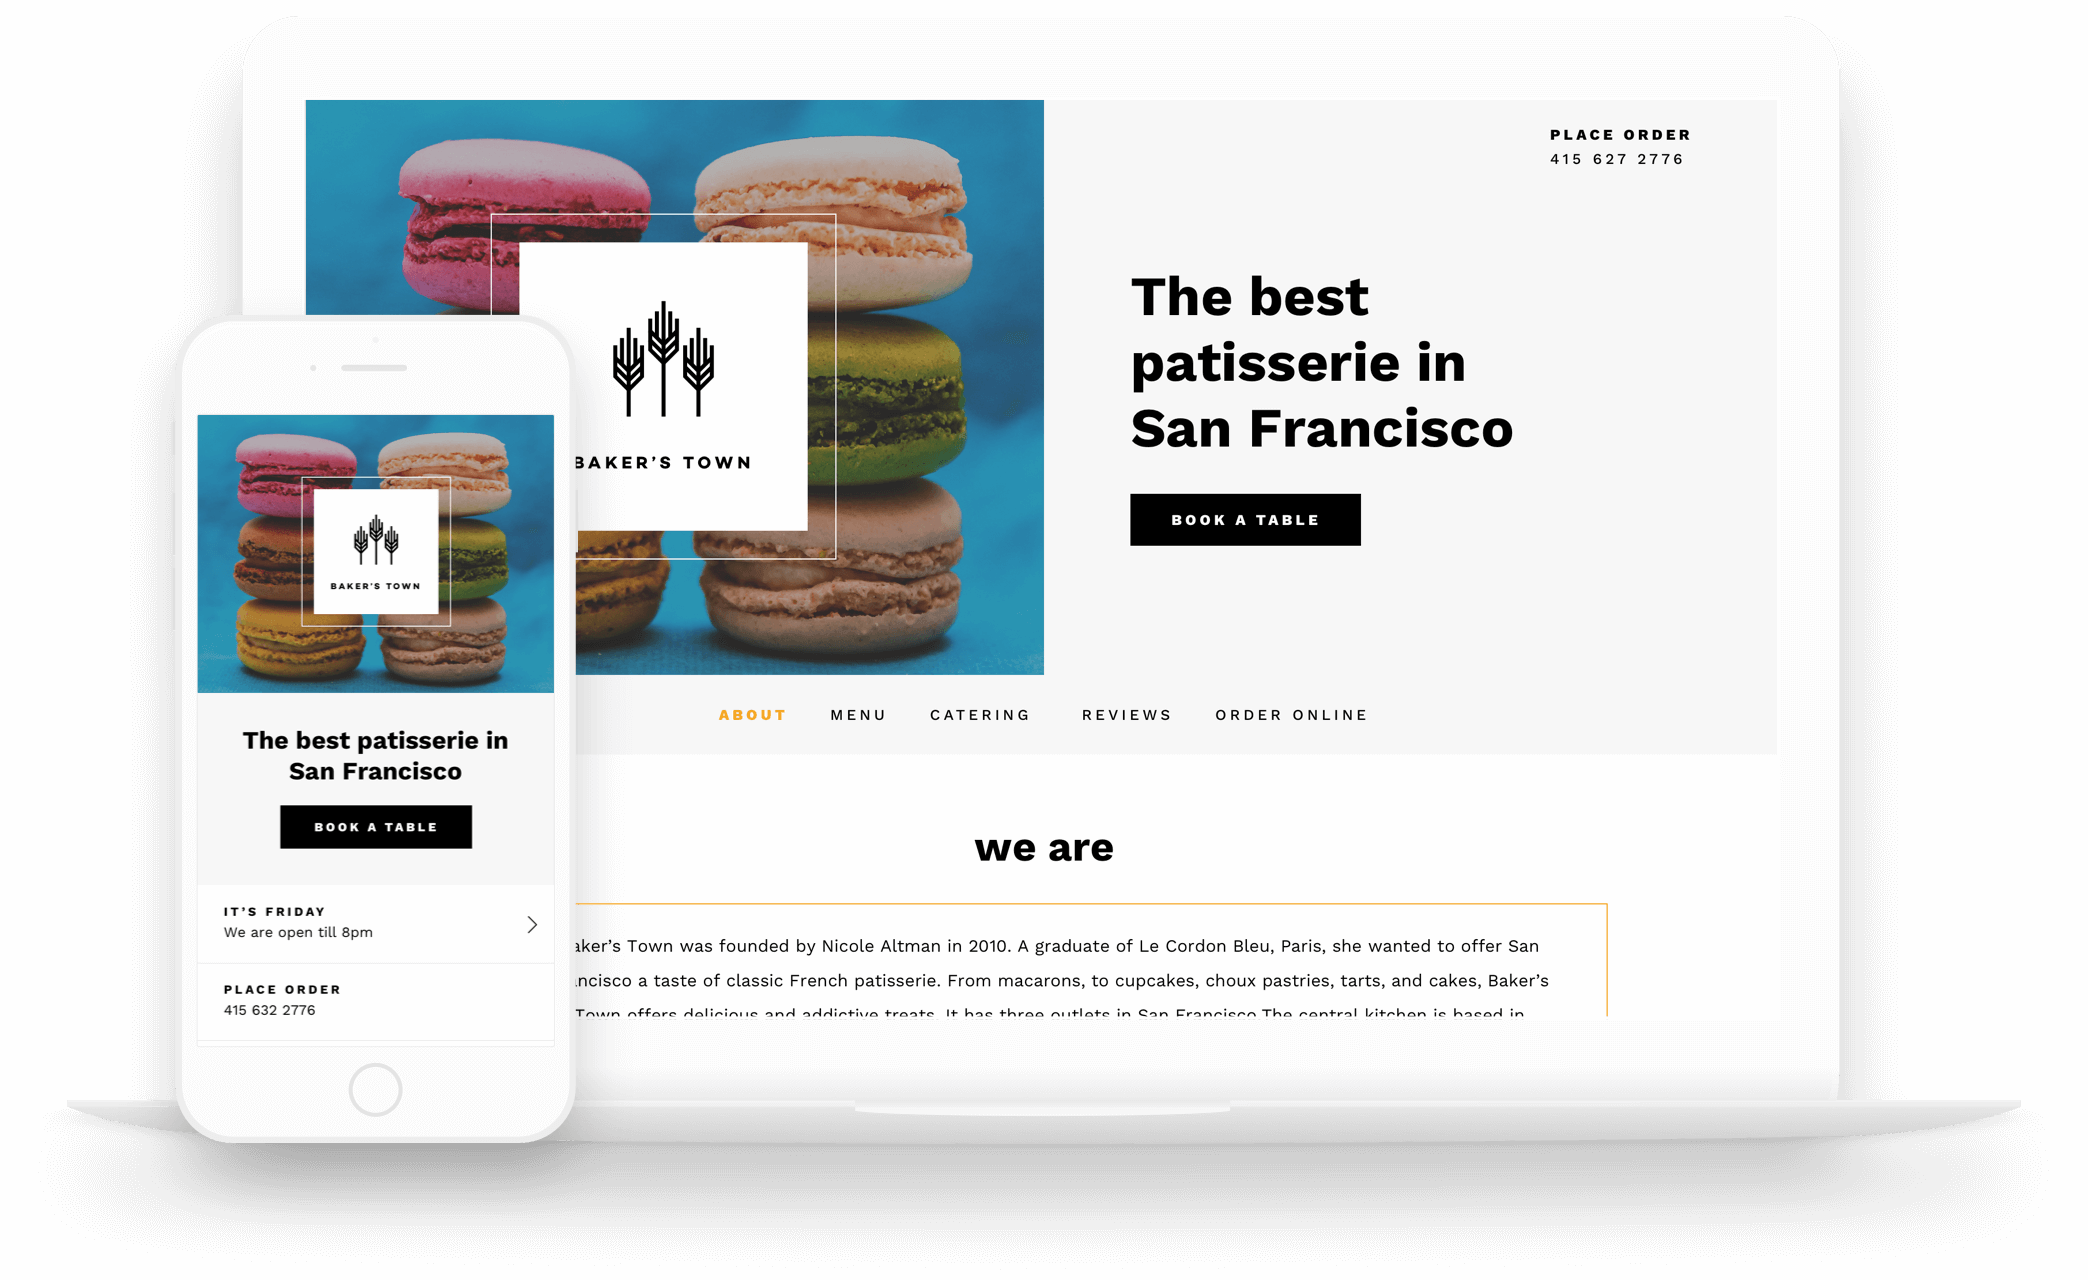 PLACE ORDER
415 627 2776
The best
patisserie in
San Francisco
BOOK A TABLE
BAKER'S TOWN
ABOUT MENU CATERING REVIEWS ORDER ONLINE
we are
aker's Town was founded by Nicole Altman in 2010. A graduate of Le Cordon Bleu, Paris, she wanted to offer San
ncisco a taste of classic French patisserie. From macarons, to cupcakes, choux pastries, tarts, and cakes, Baker's
Town offers delicious and addictive treats. It has three outlets in San Francisco.The central kitchen is based in
BAKER'S TOWN
The best patisserie in
San Francisco
BOOK A TABLE
IT'S FRIDAY
We are open till 8pm
PLACE ORDER
415 632 2776